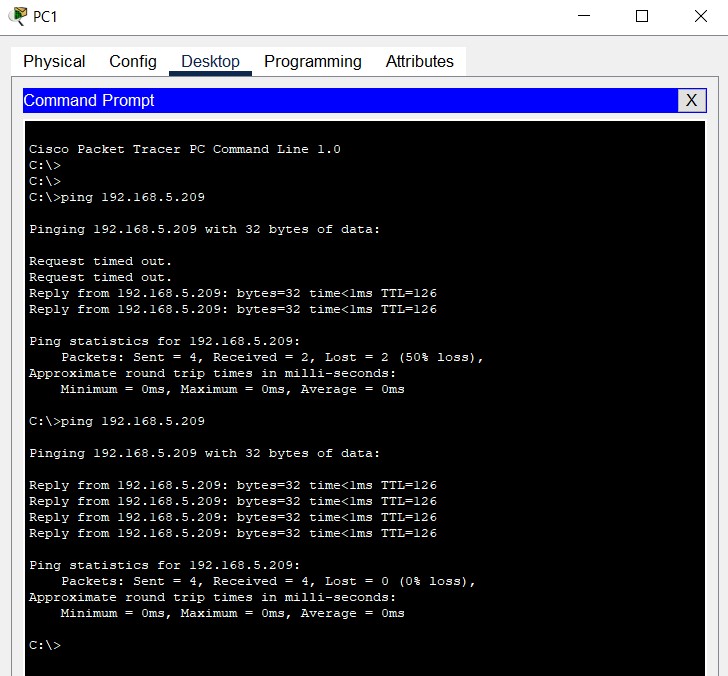 PC1
Physical Config Desktop Programming Attributes
Command Prompt X
Cisco Packet Tracer PC Command Line 1.0
C:\>
C:\>
C:\>ping 192.168.5.209
Pinging 192.168.5.209 with 32 bytes of data:
Request timed out.
Request timed out.
Reply from 192.168.5.209: bytes=32 time<1ms TTL=126
Reply from 192.168.5.209: bytes=32 time<1ms TTL=126
Ping statistics for 192.168.5.209:
Packets: Sent = 4, Received = 2, Lost = 2 (50% loss),
Approximate round trip times in milli-seconds:
Minimum = 0ms, Maximum = 0ms, Average = 0ms
C:\>ping 192.168.5.209
Pinging 192.168.5.209 with 32 bytes of data:
Reply from 192.168.5.209: bytes=32 time<1ms TTL=126
Reply from 192.168.5.209: bytes=32 time<1ms TTL=126
Reply from 192.168.5.209: bytes=32 time<1ms TTL=126
Reply from 192.168.5.209: bytes=32 time<1ms TTL=126
Ping statistics for 192.168.5.209:
Packets: Sent = 4, Received = 4, Lost = 0 (0% loss),
Approximate round trip times in milli-seconds:
Minimum = 0ms, Maximum = 0ms, Average = 0ms
C:\>